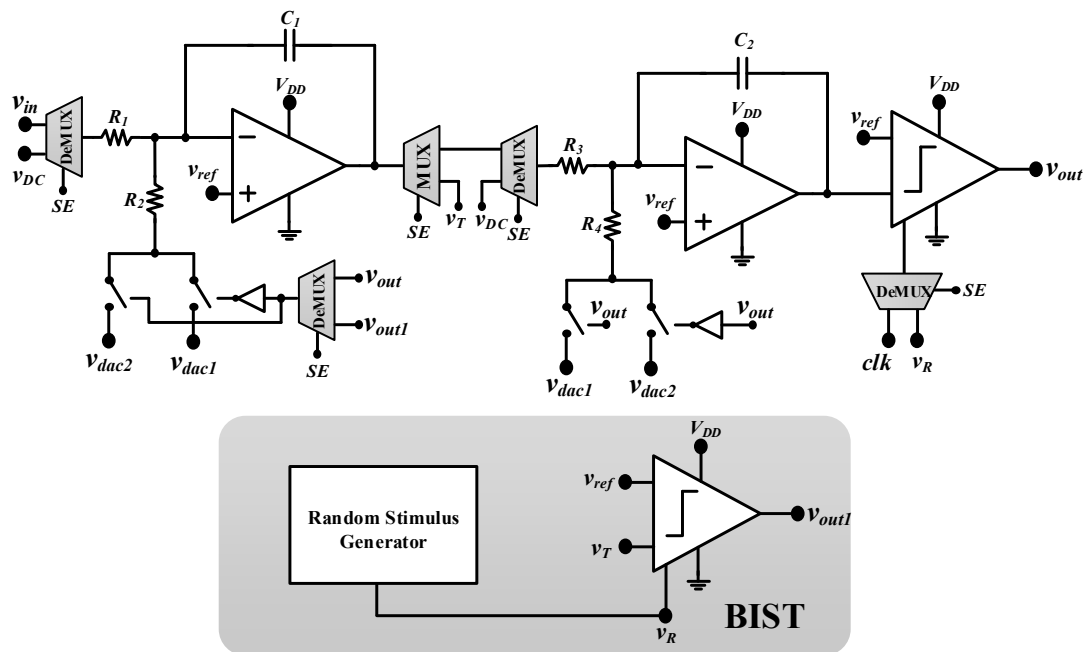 C1
C2
VDD
VDD
VDD
vin
vDC
DeMUX
SE
R1
R2
vref
−
+
MUX
SE
vT
vDC
DeMUX
SE
R3
R4
vref
−
+
vref
vout
DeMUX
SE
clk
vR
vdac2
vdac1
DeMUX
vout
vout1
SE
vout
vout
vdac1
vdac2
Random Stimulus
Generator
VDD
vref
vT
vout1
vR
BIST